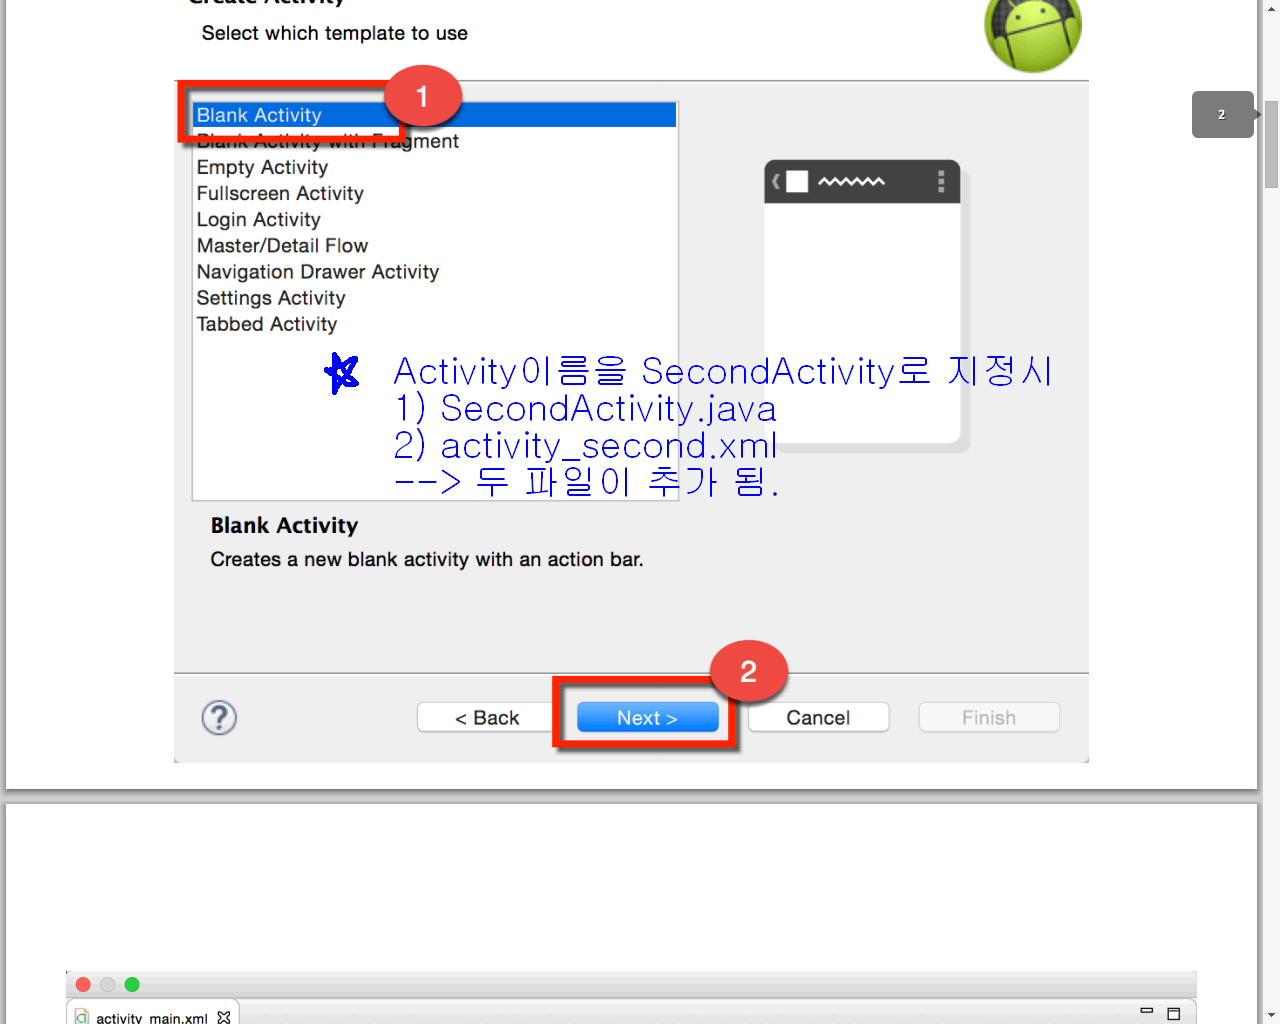 Create Activity
Select which template to use
1
Blank Activity
Blank Activity with Fragment
Empty Activity
Fullscreen Activity
Login Activity
Master/Detail Flow
Navigation Drawer Activity
Settings Activity
Tabbed Activity
2
Activity이름을 SecondActivity로 지정시
1) SecondActivity.java
2) activity_second.xml
--> 두 파일이 추가 됨.
Blank Activity
Creates a new blank activity with an action bar.
2
?
< Back
Next >
Cancel
Finish
activity_main.xml